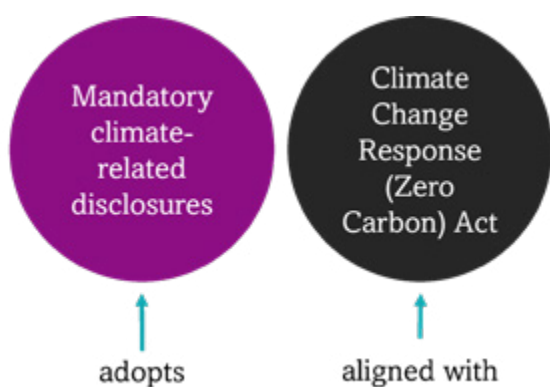 Mandatory
climate-
related
disclosures
Climate
Change
Response
(Zero
Carbon) Act
adopts
aligned with